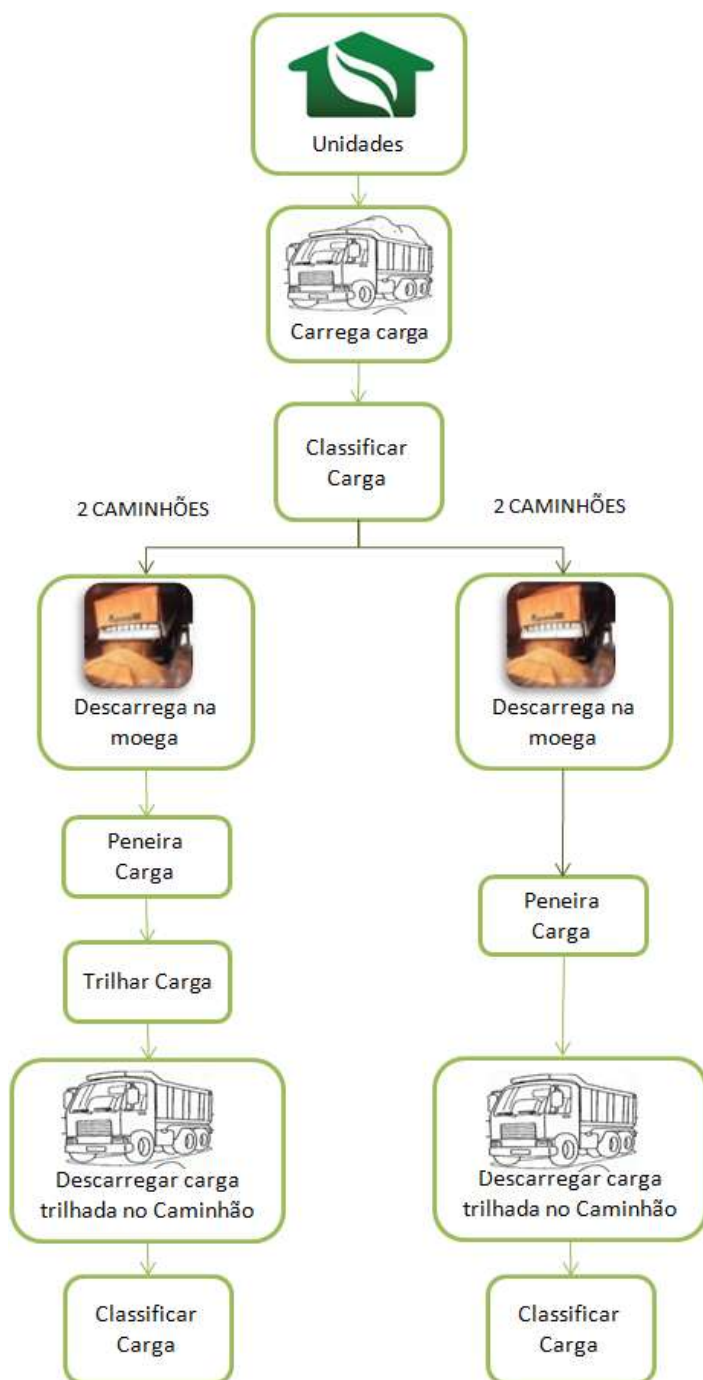 Unidades
Carrega carga
Classificar
Carga
2 CAMINHÕES
2 CAMINHÕES
Descarrega na
moega
Descarrega na
moega
Peneira
Carga
Peneira
Carga
Trilhar Carga
Descarregar carga
trilhada no Caminhão
Descarregar carga
trilhada no Caminhão
Classificar
Carga
Classificar
Carga